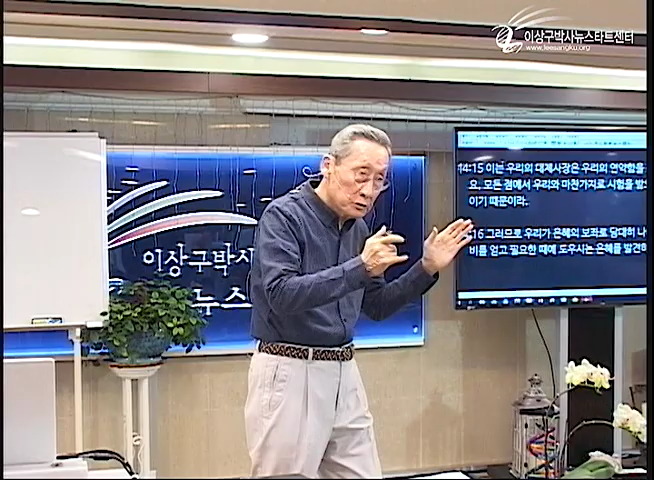 이상구박사뉴스타트센터
www.leesangku.org
이상구박사
뉴스
14:15 이는 우리의 대제사장은 우리의 연약함을
요, 모든 점에서 우리와 마찬가지로 시험을 받으
이기 때문이라.
16 그러므로 우리가 은혜의 보좌로 담대히 나
비를 얻고 필요한 때에 도우시는 은혜를 발견하